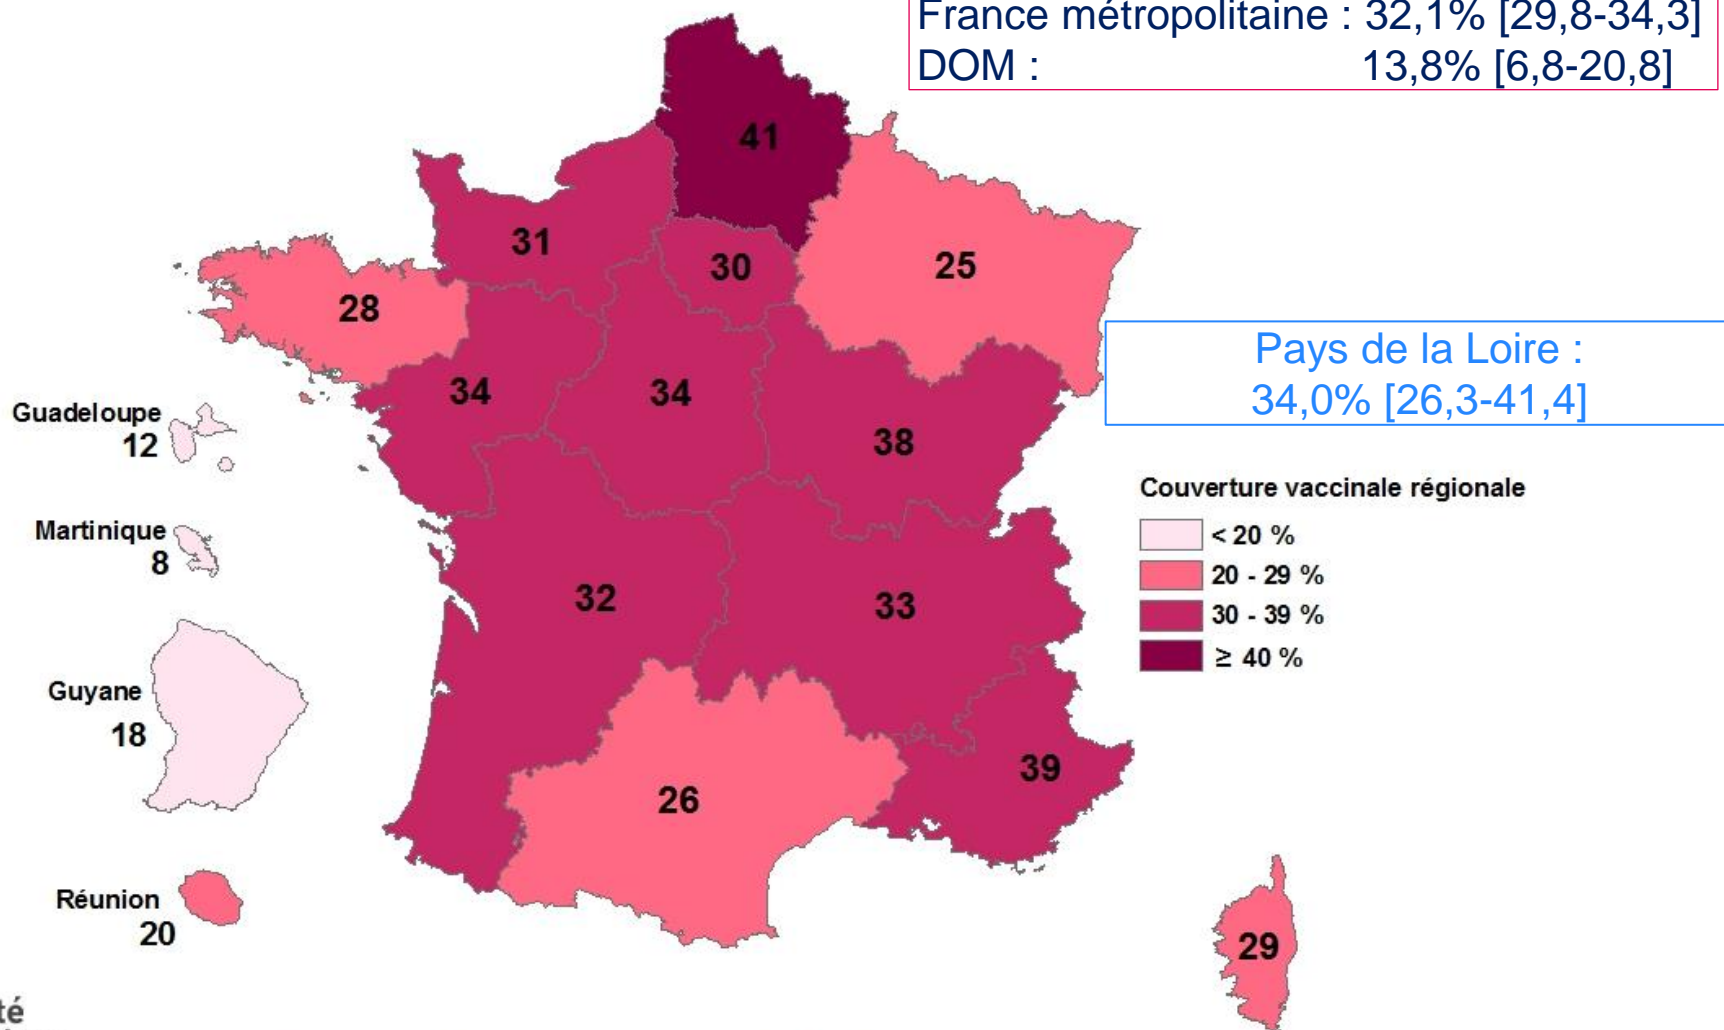 France métropolitaine : 32,1% [29,8-34,3]
DOM : 13,8% [6,8-20,8]
41
31
30
25
28
Pays de la Loire :
34,0% [26,3-41,4]
34
34
Guadeloupe
12
38
Couverture vaccinale régionale
< 20 %
20 - 29 %
30 - 39 %
≥ 40 %
Martinique
8
32
33
Guyane
18
39
26
Réunion
20
29
té